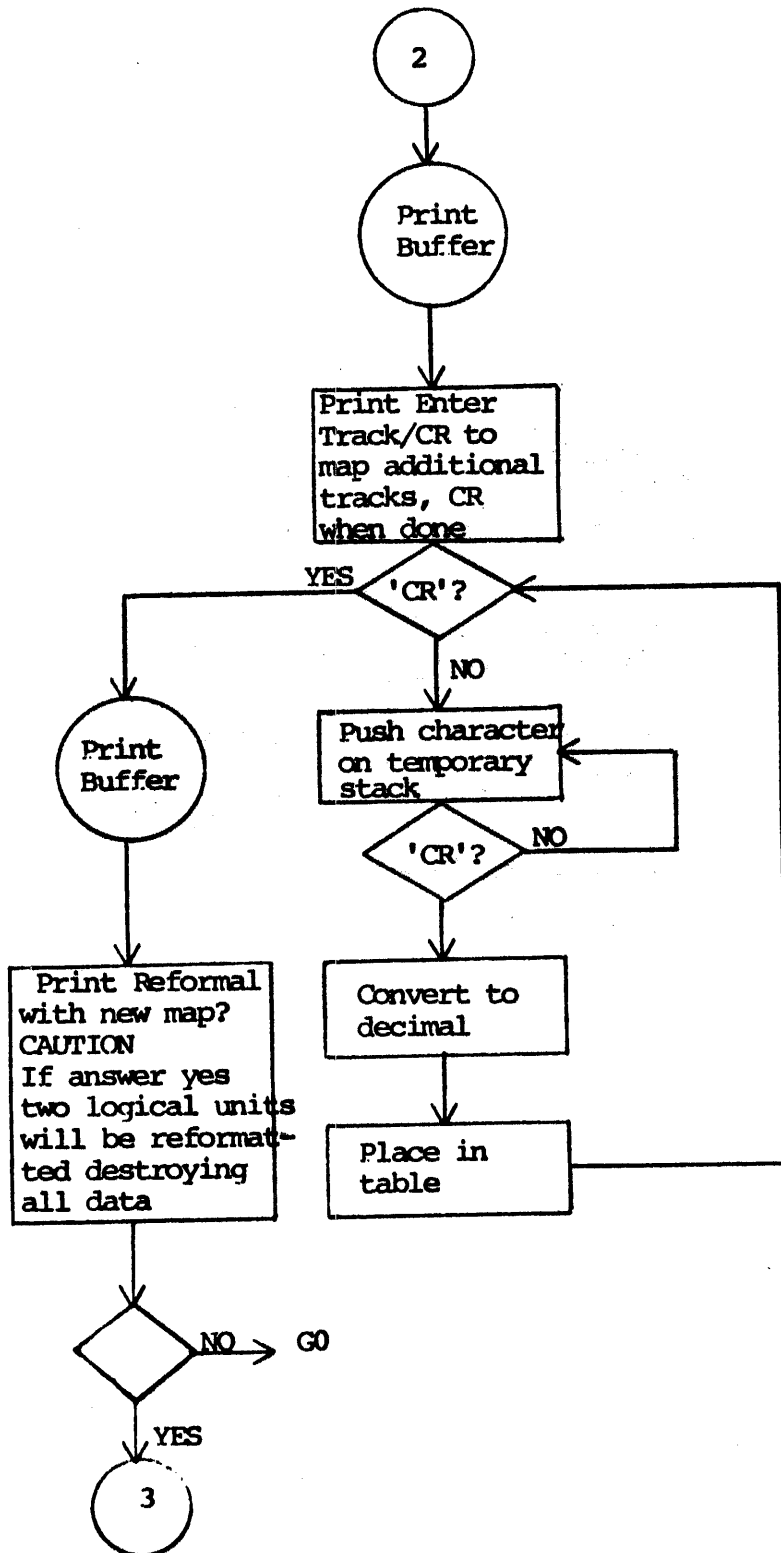 2
Print
Buffer
Print Enter
Track/CR to
map additional
tracks, CR
when done
YES
'CR'?
NO
Push character
on temporary
stack
'CR'?
NO
Convert to
decimal
Place in
table
Print
Buffer
Print Reformal
with new map?
CAUTION
If answer yes
two logical units
will be reformat-
ted destroying
all data
NO
GO
YES
3